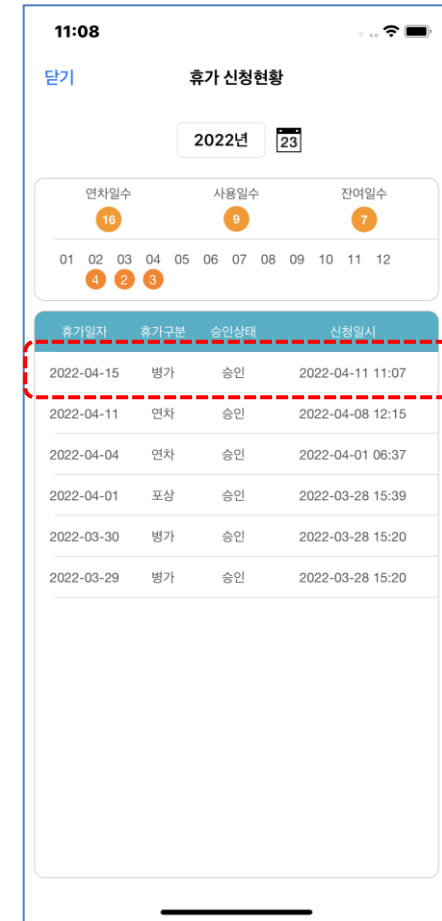 11:08
닫기 휴가 신청현황
2022년 23
연차일수 사용일수 잔여일수
16 9 7
01 02 03 04 05 06 07 08 09 10 11 12
4 2 3
휴가일자 휴가구분 승인상태 신청일시
2022-04-15 병가 승인 2022-04-11 11:07
2022-04-11 연차 승인 2022-04-08 12:15
2022-04-04 연차 승인 2022-04-01 06:37
2022-04-01 포상 승인 2022-03-28 15:39
2022-03-30 병가 승인 2022-03-28 15:20
2022-03-29 병가 승인 2022-03-28 15:20